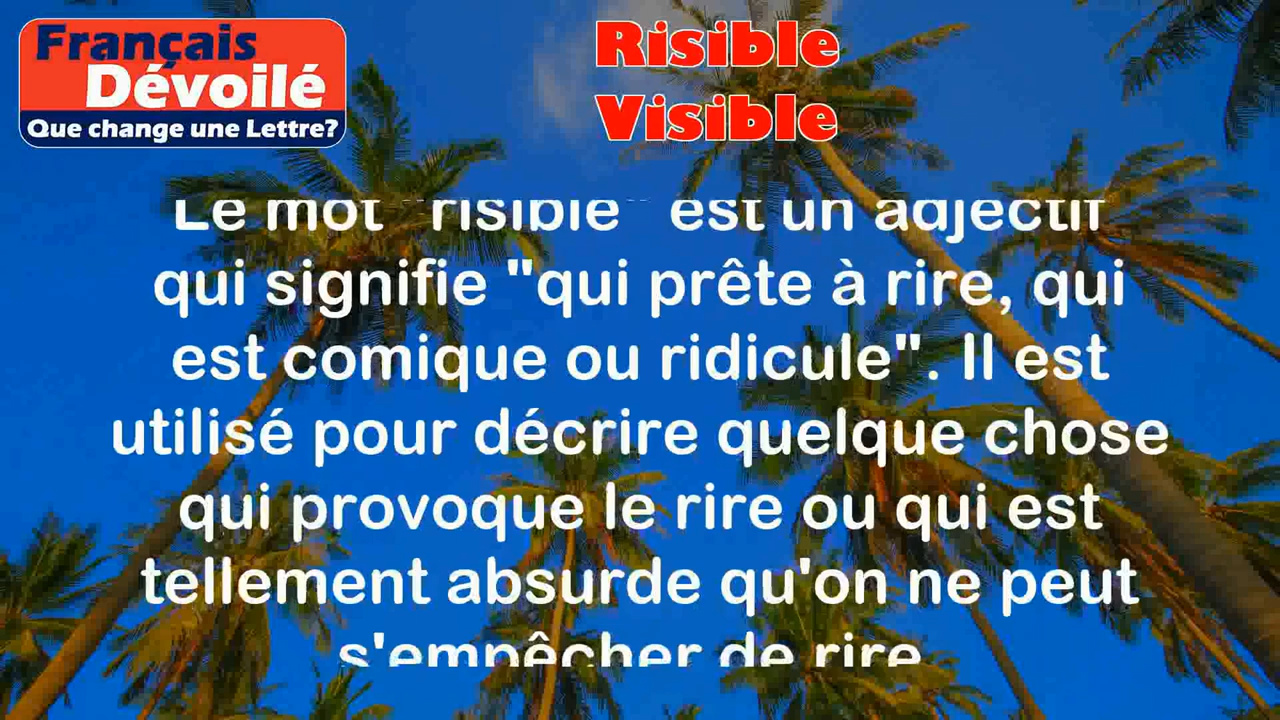 Français
Dévoilé
Que change une Lettre?
Risible
Visible
Le mot "risible" est un adjectif
qui signifie "qui prête à rire, qui
est comique ou ridicule". Il est
utilisé pour décrire quelque chose
qui provoque le rire ou qui est
tellement absurde qu'on ne peut
s'empêcher de rire